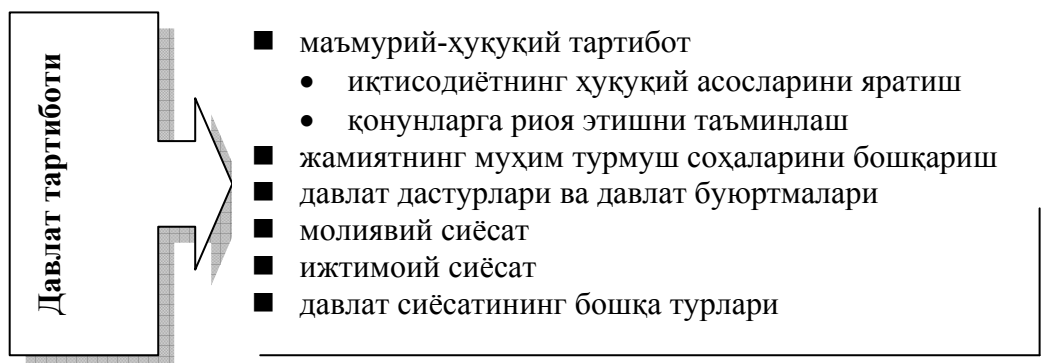 Давлат тартиботи
■ маъмурий-ҳуқуқий тартибот
• иқтисодиётнинг ҳуқуқий асосларини яратиш
• қонунларга риоя этишни таъминлаш
■ жамиятнинг муҳим турмуш соҳаларини бошқариш
■ давлат дастурлари ва давлат буюртмалари
■ молиявий сиёсат
■ ижтимоий сиёсат
■ давлат сиёсатининг бошқа турлари